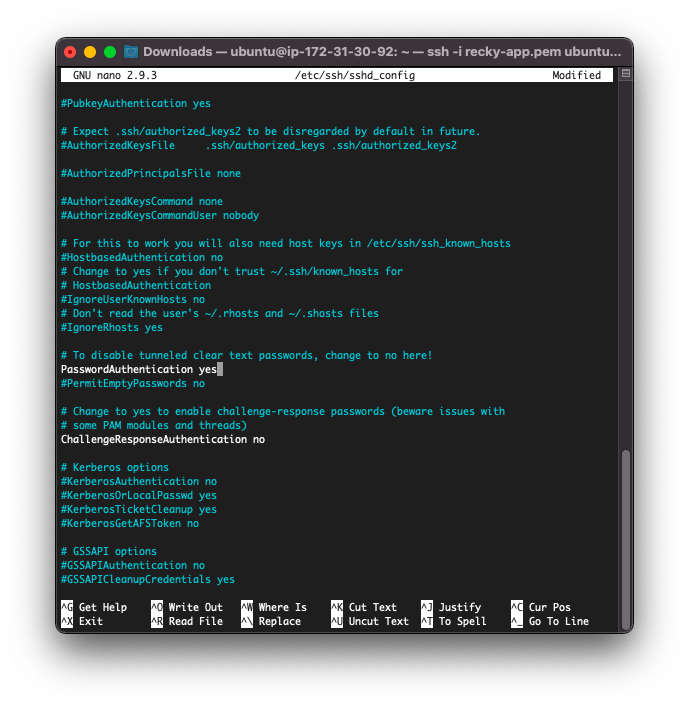 Downloads — ubuntu@ip-172-31-30-92: ~ — ssh -i recky-app.pem ubuntu...
GNU nano 2.9.3 /etc/ssh/sshd_config Modified
#PubkeyAuthentication yes
# Expect .ssh/authorized_keys2 to be disregarded by default in future.
#AuthorizedKeysFile .ssh/authorized_keys .ssh/authorized_keys2
#AuthorizedPrincipalsFile none
#AuthorizedKeysCommand none
#AuthorizedKeysCommandUser nobody
# For this to work you will also need host keys in /etc/ssh/ssh_known_hosts
#HostbasedAuthentication no
# Change to yes if you don't trust ~/.ssh/known_hosts for
# HostbasedAuthentication
#IgnoreUserKnownHosts no
# Don't read the user's ~/.rhosts and ~/.shosts files
#IgnoreRhosts yes
# To disable tunneled clear text passwords, change to no here!
PasswordAuthentication yes
#PermitEmptyPasswords no
# Change to yes to enable challenge-response passwords (beware issues with
# some PAM modules and threads)
ChallengeResponseAuthentication no
# Kerberos options
#KerberosAuthentication no
#KerberosOrLocalPasswd yes
#KerberosTicketCleanup yes
#KerberosGetAFSToken no
# GSSAPI options
#GSSAPIAuthentication no
#GSSAPICleanupCredentials yes
^G Get Help ^O Write Out ^W Where Is ^K Cut Text ^J Justify ^C Cur Pos
^X Exit ^R Read File ^\ Replace ^U Uncut Text ^T To Spell ^_ Go To Line